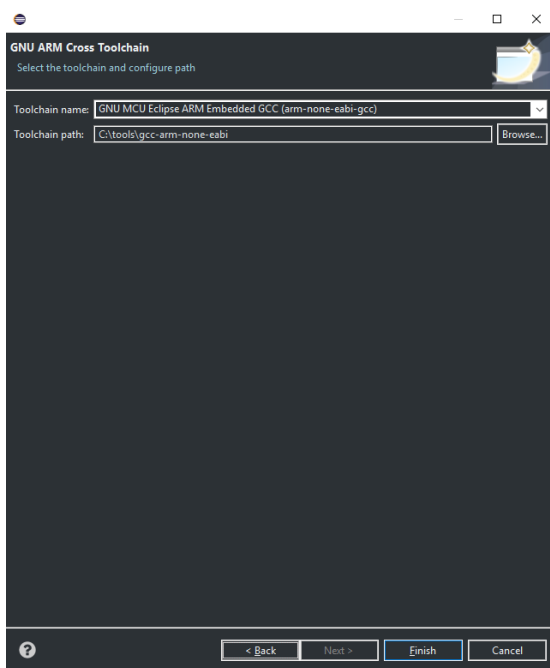 GNU ARM Cross Toolchain
Select the toolchain and configure path
Toolchain name: GNU MCU Eclipse ARM Embedded GCC (arm-none-eabi-gcc)
Toolchain path: C:\tools\gcc-arm-none-eabi Browse...
? < Back Next > Finish Cancel